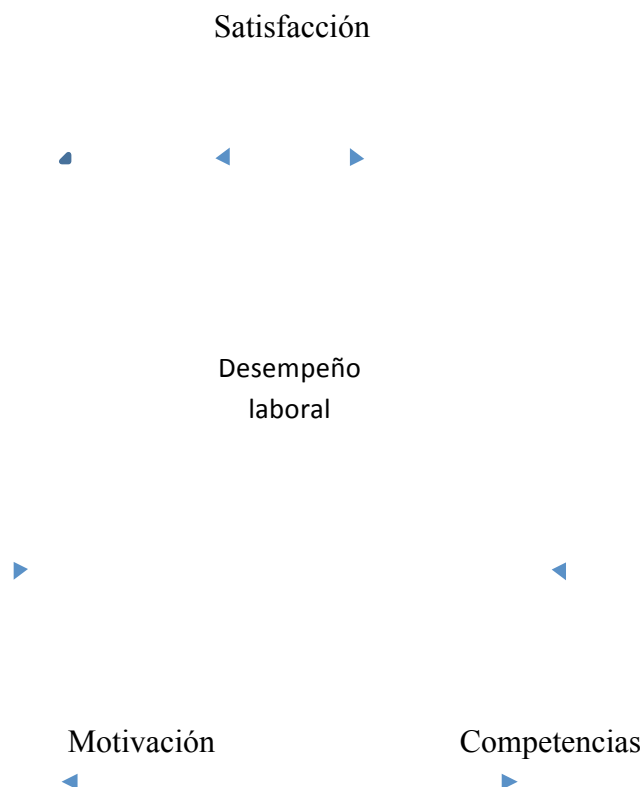 Satisfacción
Desempeño
laboral
Motivación
Competencias